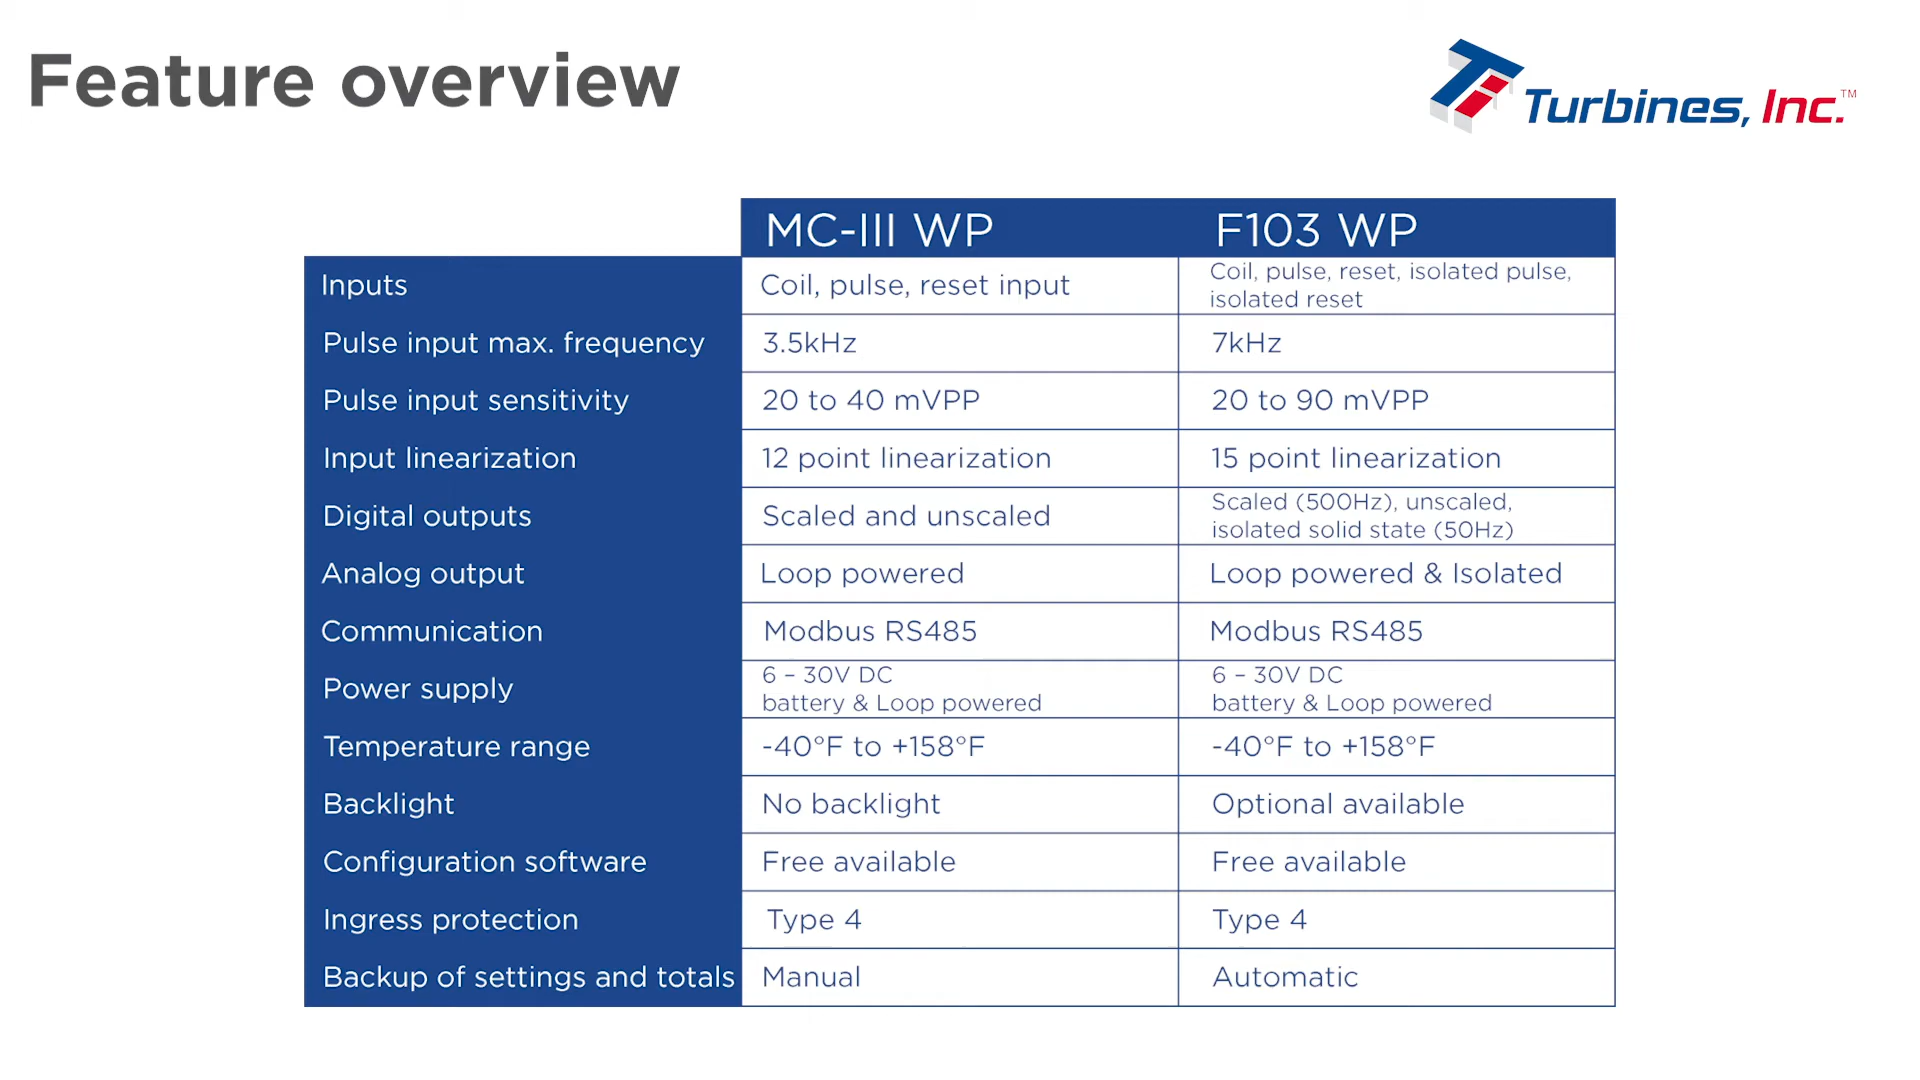 Feature overview
Turbines, Inc.™
MC-III WP F103 WP
Inputs Coil, pulse, reset input Coil, pulse, reset, isolated pulse,
isolated reset
Pulse input max. frequency 3.5kHz 7kHz
Pulse input sensitivity 20 to 40 mVPP 20 to 90 mVPP
Input linearization 12 point linearization 15 point linearization
Digital outputs Scaled and unscaled Scaled (500Hz), unscaled,
isolated solid state (50Hz)
Analog output Loop powered Loop powered & Isolated
Communication Modbus RS485 Modbus RS485
Power supply 6 – 30V DC 6 – 30V DC
battery & Loop powered battery & Loop powered
Temperature range -40°F to +158°F -40°F to +158°F
Backlight No backlight Optional available
Configuration software Free available Free available
Ingress protection Type 4 Type 4
Backup of settings and totals Manual Automatic